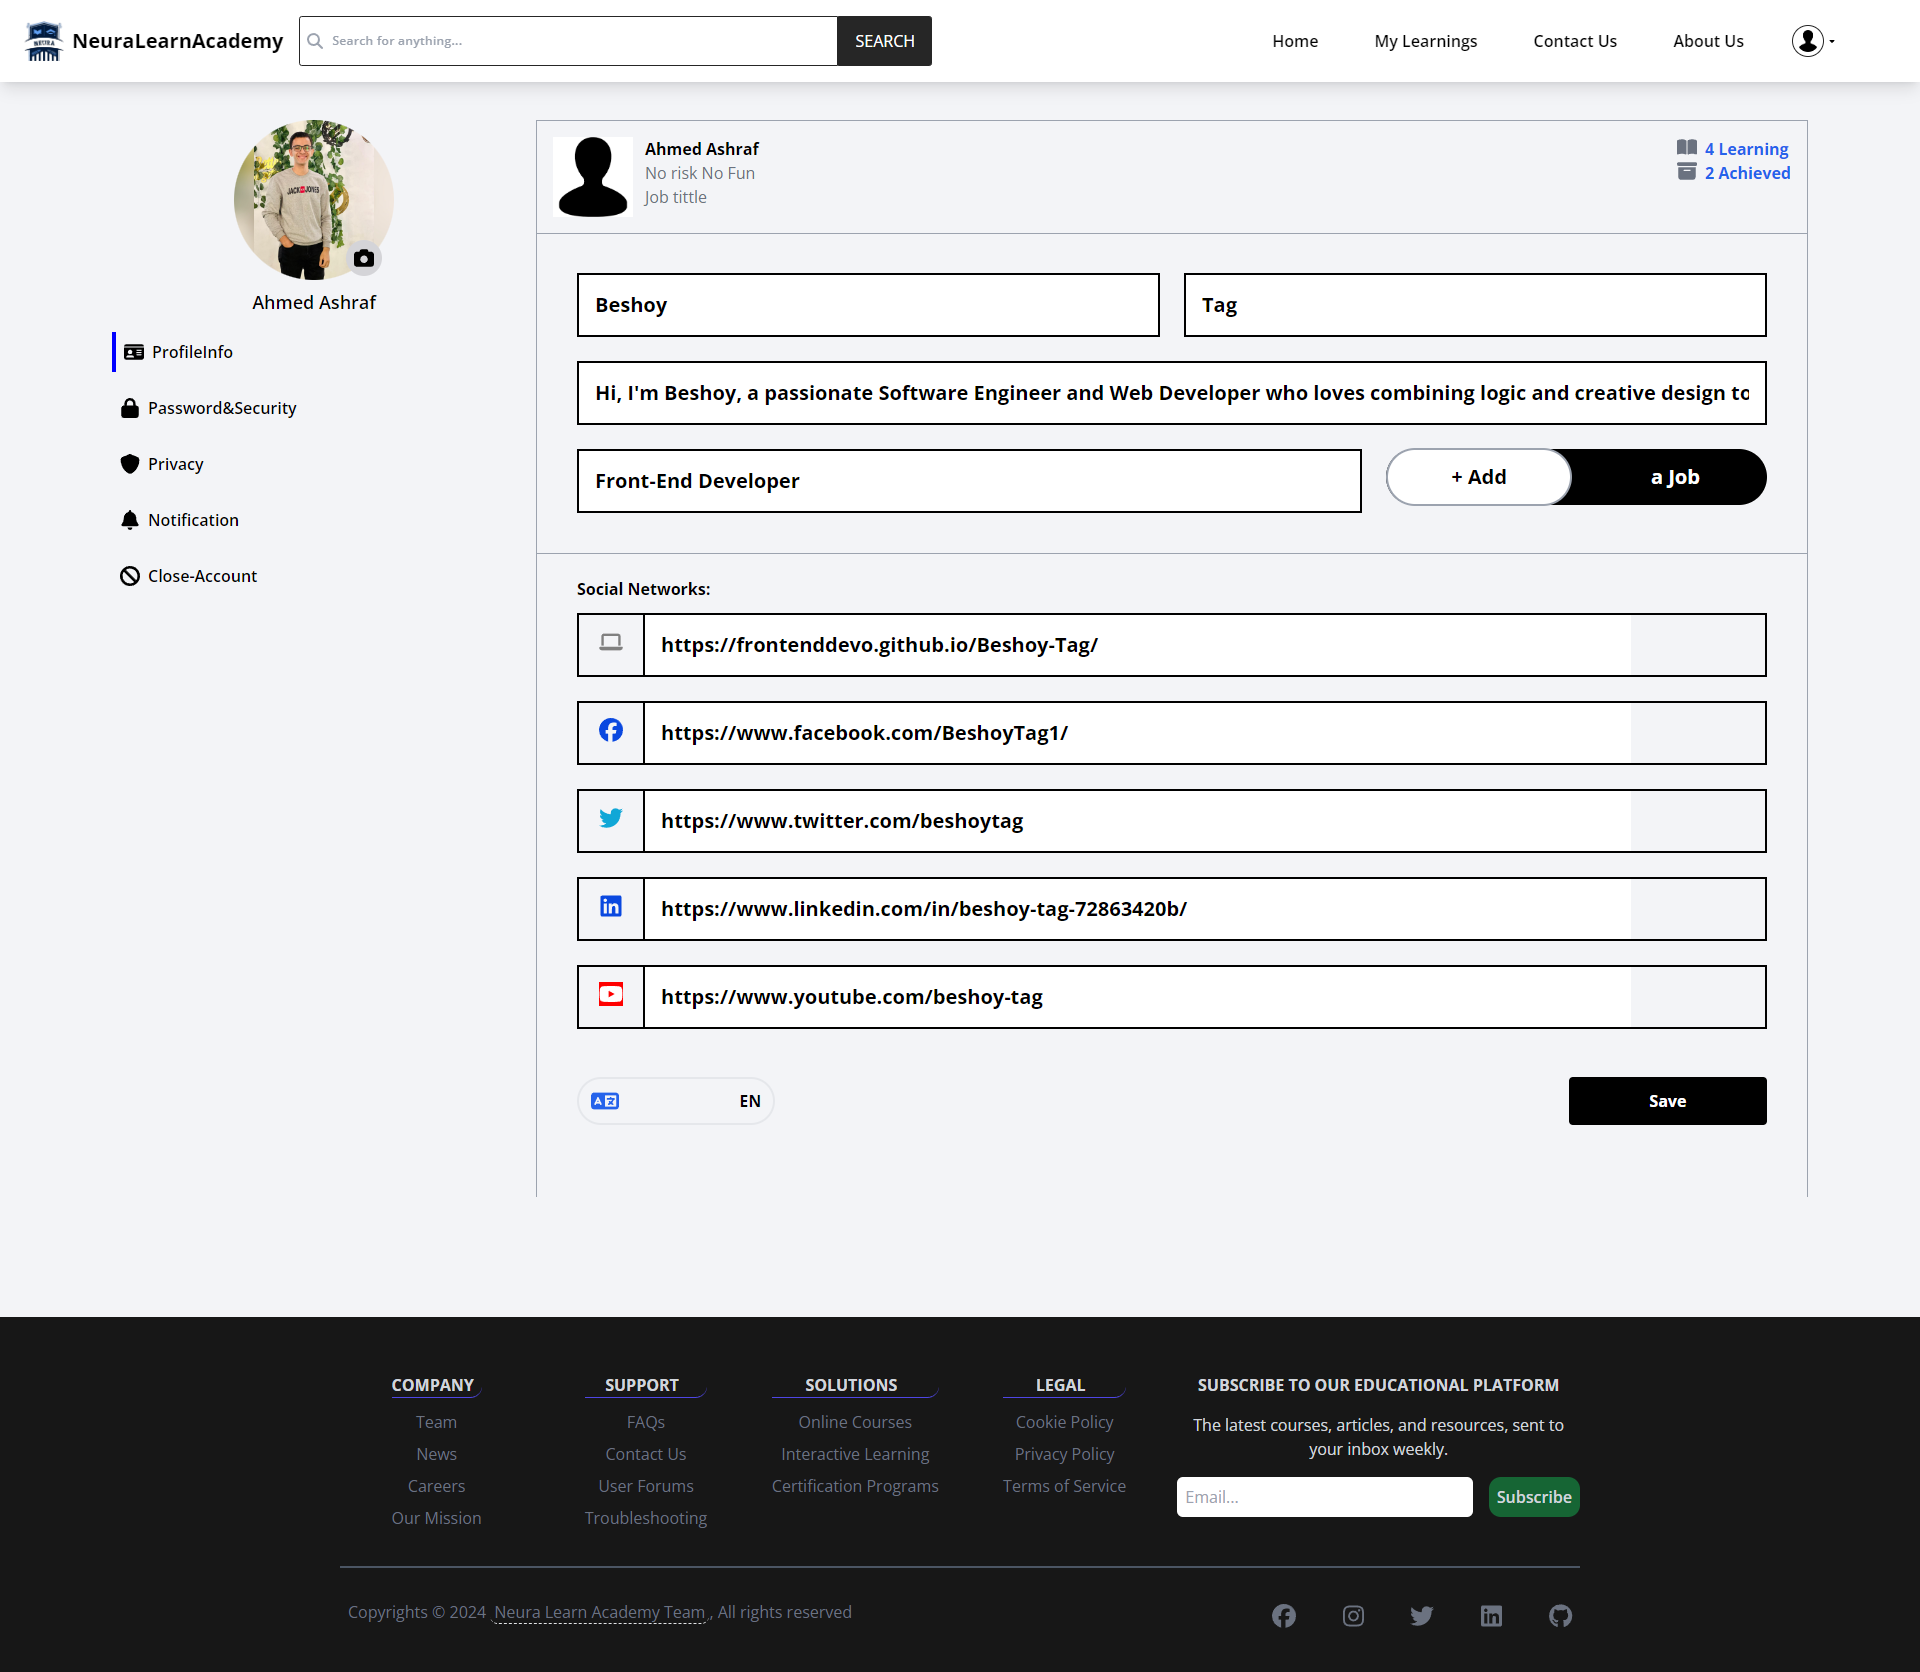 NEURA
NeuraLearnAcademy
Search for anything...
SEARCH
Home
My Learnings
Contact Us
About Us
JACK JONES
Ahmed Ashraf
ProfileInfo
Password&Security
Privacy
Notification
Close-Account
Ahmed Ashraf
No risk No Fun
Job tittle
4 Learning
2 Achieved
Beshoy
Tag
Hi, I'm Beshoy, a passionate Software Engineer and Web Developer who loves combining logic and creative design to
Front-End Developer
+ Add
a Job
Social Networks:
https://frontenddevo.github.io/Beshoy-Tag/
https://www.facebook.com/BeshoyTag1/
https://www.twitter.com/beshoytag
https://www.linkedin.com/in/beshoy-tag-72863420b/
https://www.youtube.com/beshoy-tag
EN
Save
COMPANY
Team
News
Careers
Our Mission
SUPPORT
FAQs
Contact Us
User Forums
Troubleshooting
SOLUTIONS
Online Courses
Interactive Learning
Certification Programs
LEGAL
Cookie Policy
Privacy Policy
Terms of Service
SUBSCRIBE TO OUR EDUCATIONAL PLATFORM
The latest courses, articles, and resources, sent to
your inbox weekly.
Email...
Subscribe
Copyrights © 2024 Neura Learn Academy Team , All rights reserved